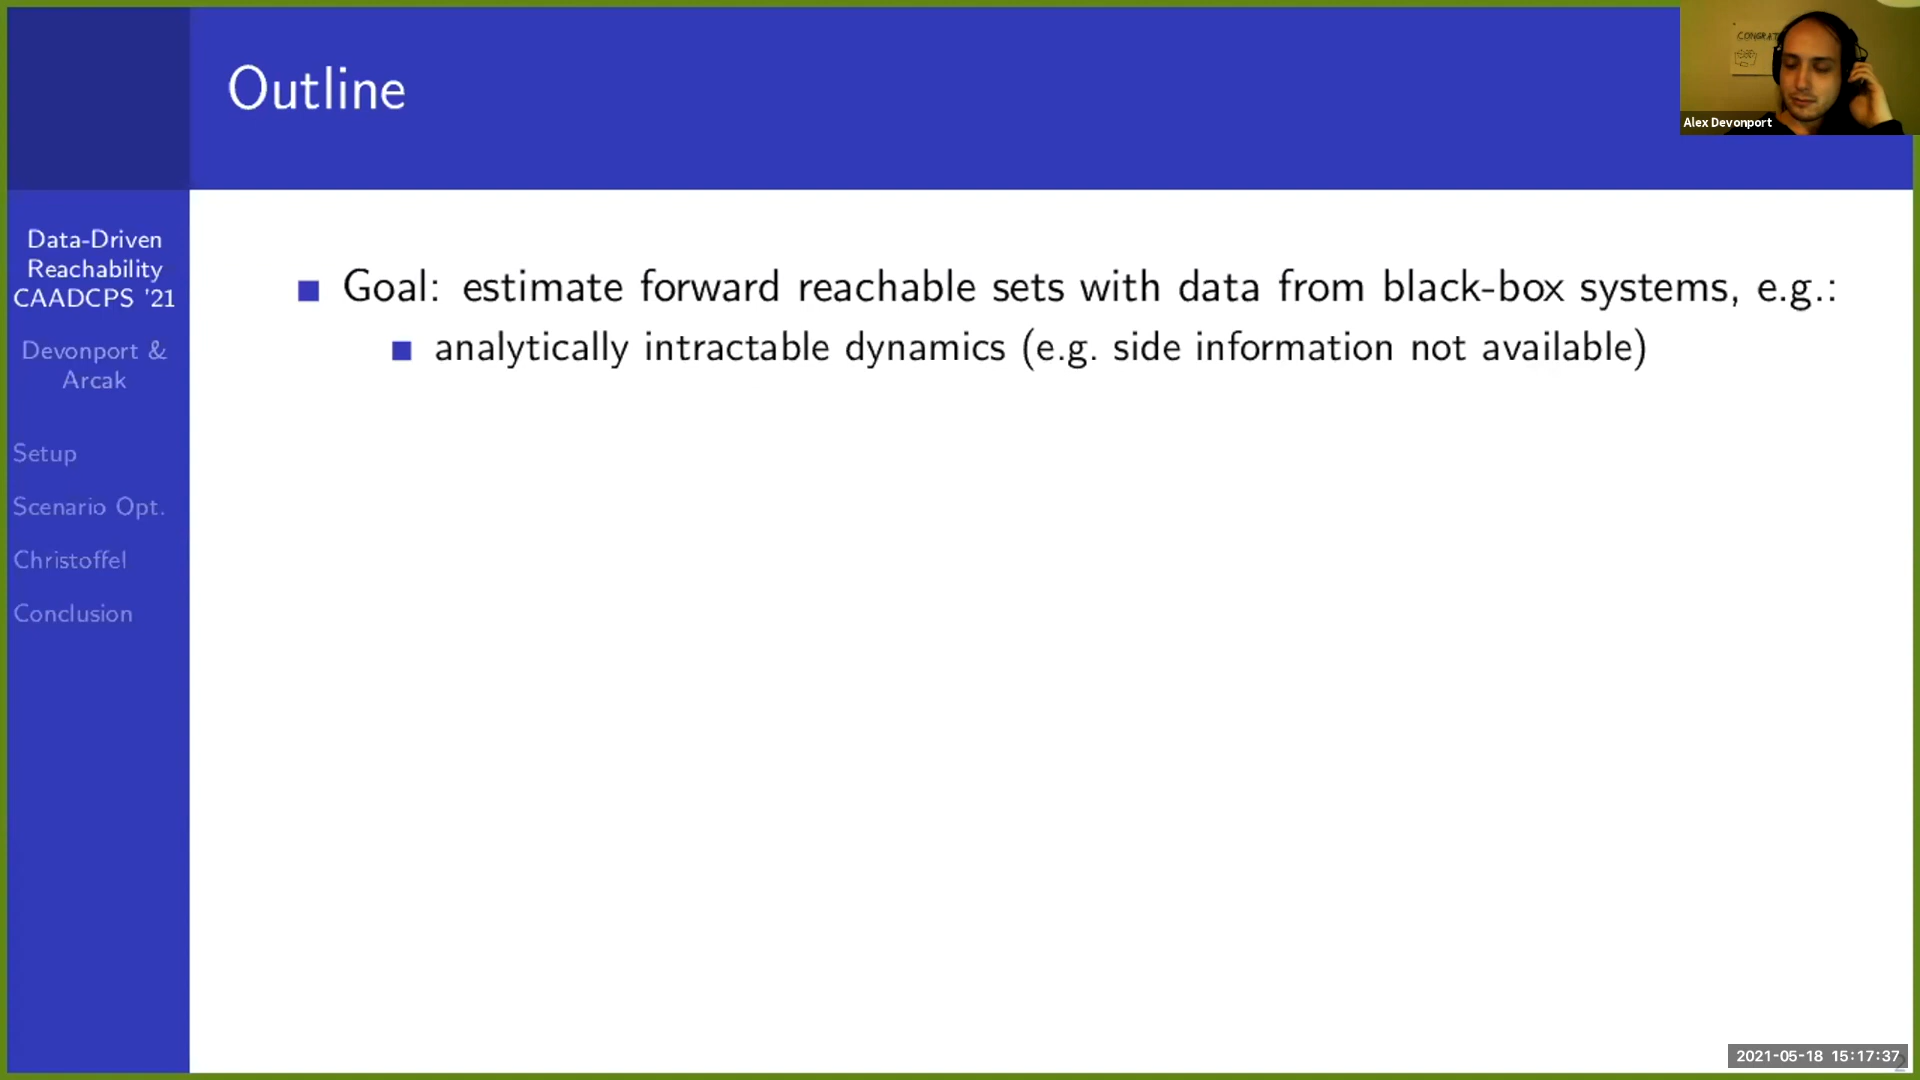 Outline
Alex Devonport
Data-Driven
Reachability
CAADCPS '21
Devonport &
Arcak
Setup
Scenario Opt.
Christoffel
Conclusion
Goal: estimate forward reachable sets with data from black-box systems, e.g.:
analytically intractable dynamics (e.g. side information not available)
2021-05-18 15:17:37